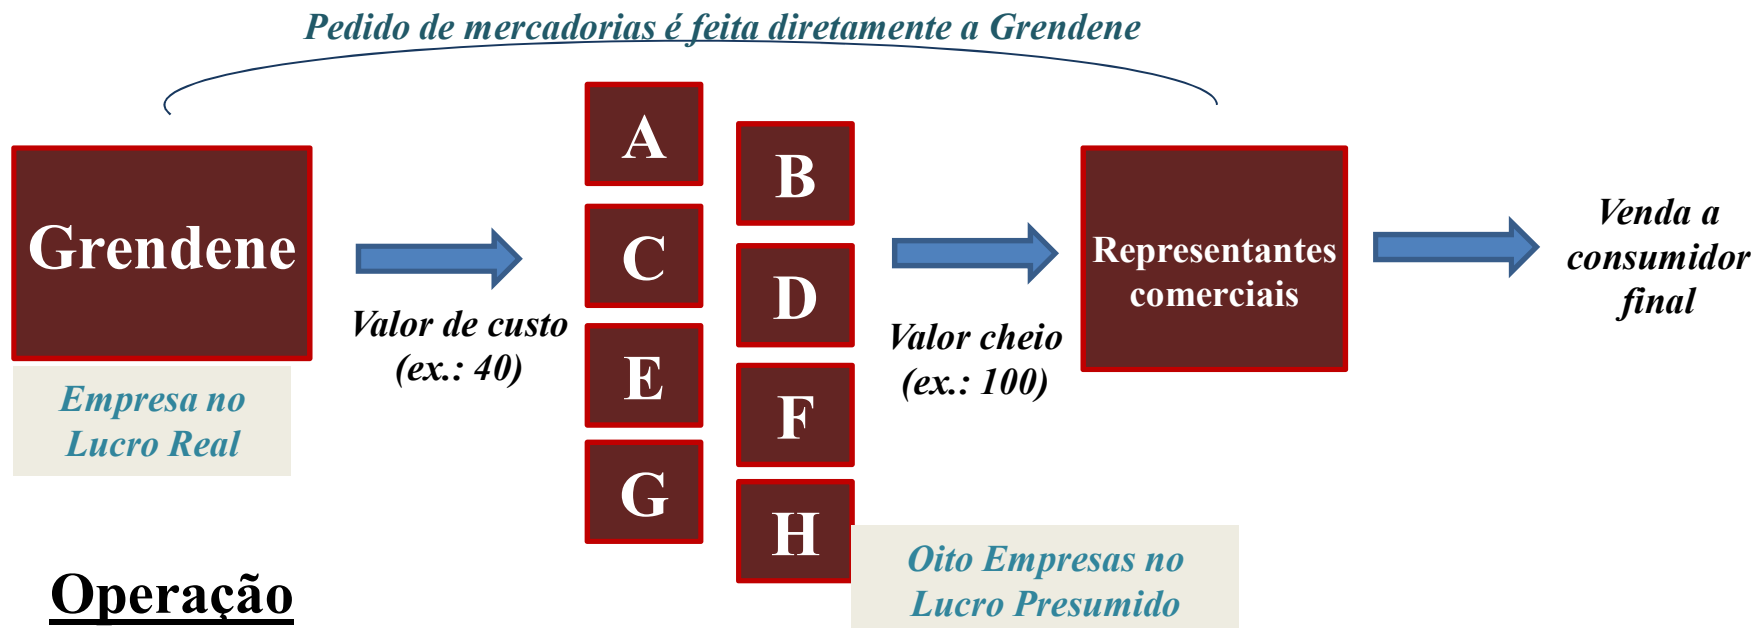 Pedido de mercadorias é feita diretamente a Grendene
Grendene
Empresa no
Lucro Real
Valor de custo
(ex.: 40)
A
B
C
D
E
F
G
H
Oito Empresas no
Lucro Presumido
Valor cheio
(ex.: 100)
Representantes
comerciais
Venda a
consumidor
final
Operação